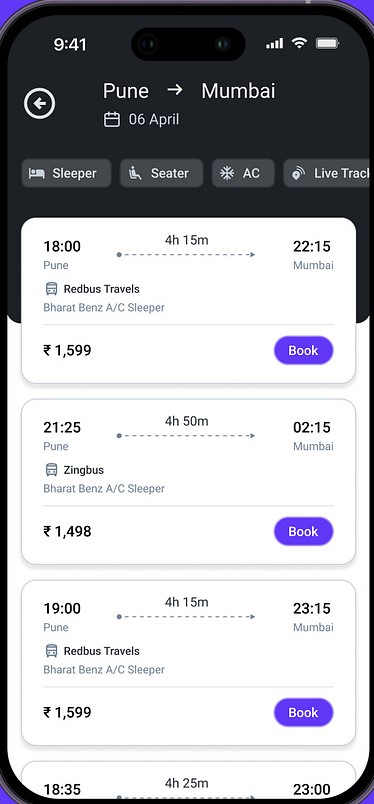 9:41
Pune → Mumbai
06 April
Sleeper Seater AC Live Track
4h 15m
18:00 22:15
Pune Mumbai
Redbus Travels
Bharat Benz A/C Sleeper
₹ 1,599 Book
4h 50m
21:25 02:15
Pune Mumbai
Zingbus
Bharat Benz A/C Sleeper
₹ 1,498 Book
4h 15m
19:00 23:15
Pune Mumbai
Redbus Travels
Bharat Benz A/C Sleeper
₹ 1,599 Book
4h 25m
18:35 23:00